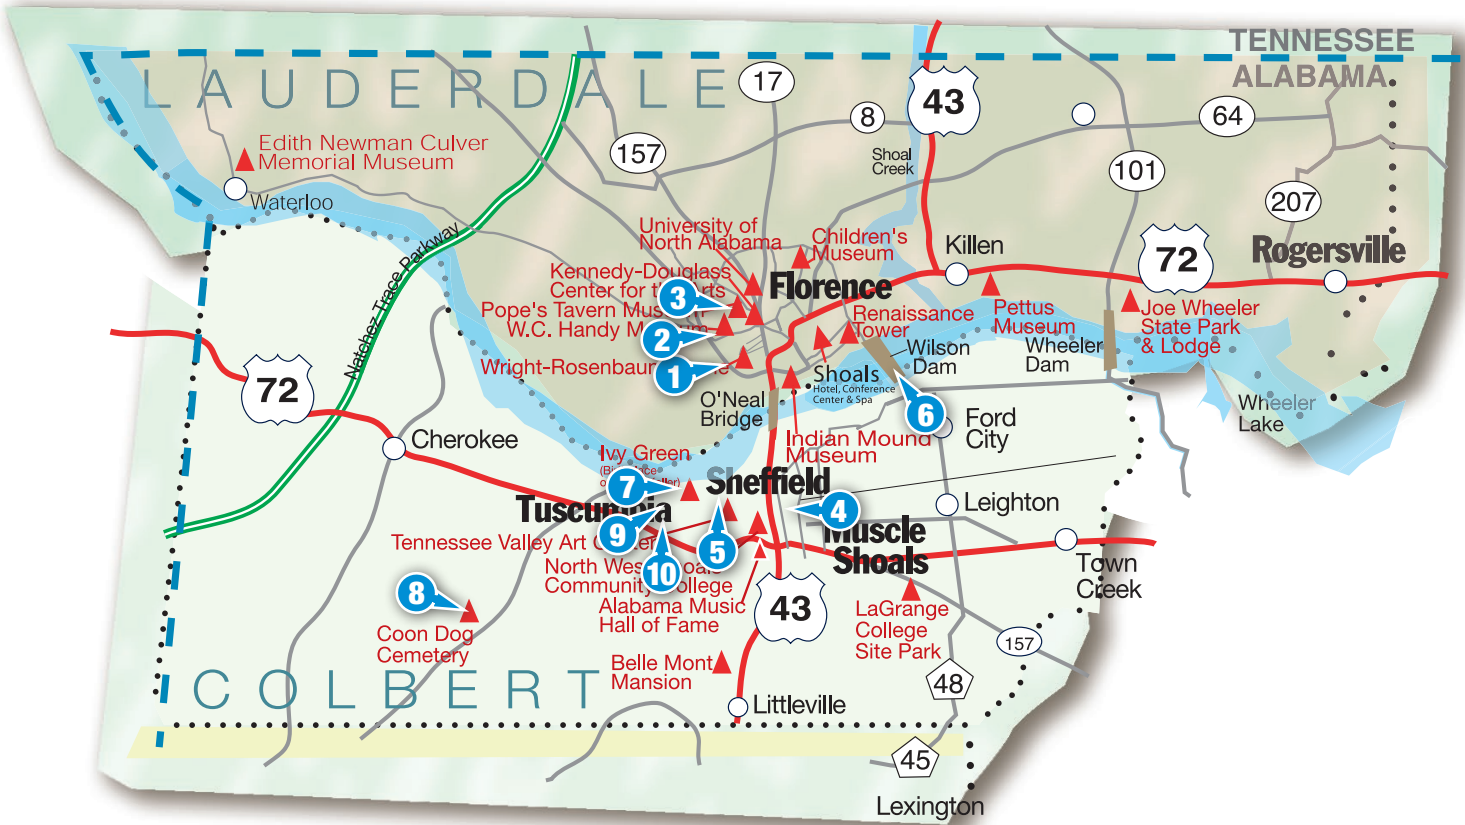 TENNESSEE
ALABAMA
LAUDERDALE
17
43
8
64
157
101
207
Shoal
Creek
Edith Newman Culver
Memorial Museum
Waterloo
Natchez Trace Parkway
University of
North Alabama
Children's
Museum
Killen
72
Rogersville
Kennedy-Douglass
Center for Arts
3
Florence
Pope's Tavern
W.C. Handy
2
Renaissance
Tower
Pettus
Museum
Joe Wheeler
State Park
& Lodge
Wright-Rosenbaum
1
Wilson
Dam
Wheeler
Dam
Shoals
Hotel, Conference
Center & Spa
O'Neal
Bridge
6
Ford
City
Wheeler
Lake
72
Cherokee
Indian Mound
Museum
Ivy Green
7
Sheffield
Tuscumbia
9
4
5
Leighton
Muscle
Shoals
Tennessee Valley Art
North West
Community College
10
Town
Creek
8
Alabama Music
Hall of Fame
43
LaGrange
College
Site Park
Coon Dog
Cemetery
157
Belle Mont
Mansion
COLBERT
48
Littleville
45
Lexington